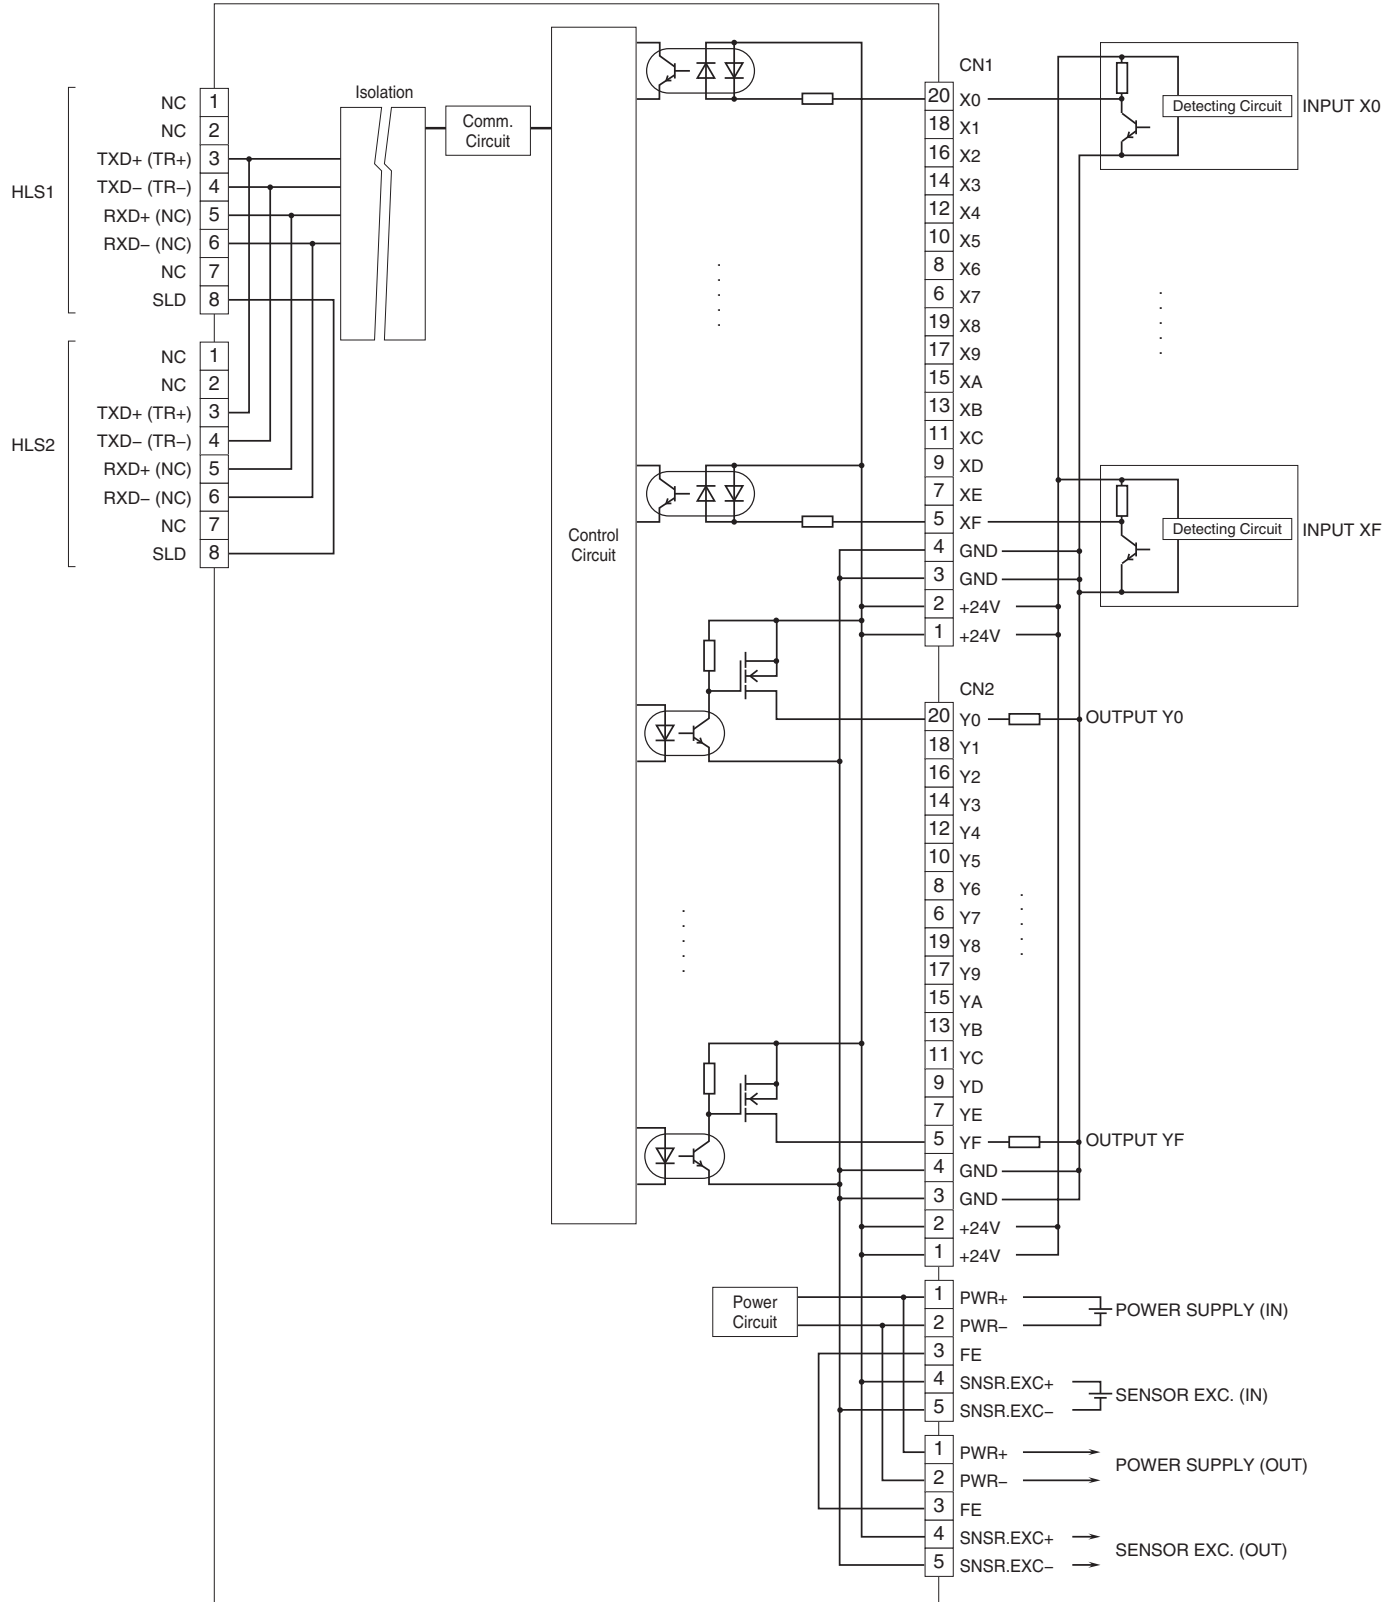 HLS1
NC 1
NC 2
TXD+ (TR+) 3
TXD− (TR−) 4
RXD+ (NC) 5
RXD− (NC) 6
NC 7
SLD 8
HLS2
NC 1
NC 2
TXD+ (TR+) 3
TXD− (TR−) 4
RXD+ (NC) 5
RXD− (NC) 6
NC 7
SLD 8
Isolation
Comm.
Circuit
Control
Circuit
CN1
20 X0
18 X1
16 X2
14 X3
12 X4
10 X5
8 X6
6 X7
19 X8
17 X9
15 XA
13 XB
11 XC
9 XD
7 XE
5 XF
4 GND
3 GND
2 +24V
1 +24V
Detecting Circuit
INPUT X0
Detecting Circuit
INPUT XF
CN2
20 Y0
18 Y1
16 Y2
14 Y3
12 Y4
10 Y5
8 Y6
6 Y7
19 Y8
17 Y9
15 YA
13 YB
11 YC
9 YD
7 YE
5 YF
4 GND
3 GND
2 +24V
1 +24V
OUTPUT Y0
OUTPUT YF
Power
Circuit
1 PWR+
2 PWR−
3 FE
4 SNSR.EXC+
5 SNSR.EXC−
POWER SUPPLY (IN)
SENSOR EXC. (IN)
1 PWR+
2 PWR−
3 FE
4 SNSR.EXC+
5 SNSR.EXC−
POWER SUPPLY (OUT)
SENSOR EXC. (OUT)